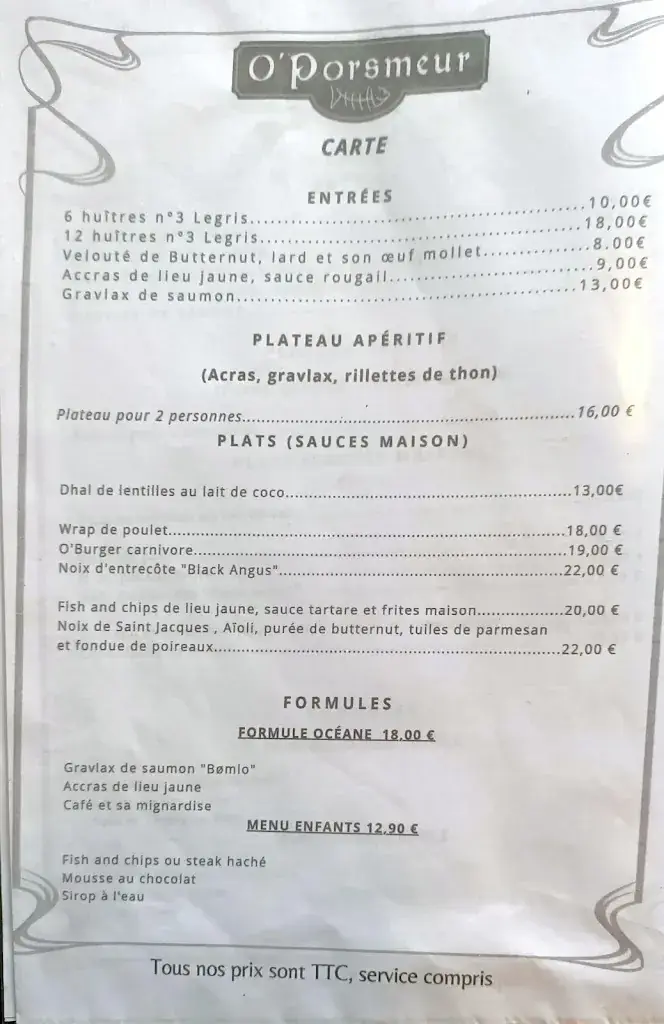 O'Porsmeur
CARTE
ENTRÉES
6 huîtres n°3 Legris...10,00€
12 huîtres n°3 Legris...18,00€
Velouté de Butternut, lard et son œuf mollet...8.00€
Accras de lieu jaune, sauce rougail...9,00€
Gravlax de saumon...13,00€
PLATEAU APÉRITIF
(Acras, gravlax, rillettes de thon)
Plateau pour 2 personnes...16,00 €
PLATS (SAUCES MAISON)
Dhal de lentilles au lait de coco...13,00€
Wrap de poulet...18,00 €
O'Burger carnivore...19,00 €
Noix d'entrecôte "Black Angus"...22,00 €
Fish and chips de lieu jaune, sauce tartare et frites maison...20,00 €
Noix de Saint Jacques , Aïoli, purée de butternut, tuiles de parmesan
et fondue de poireaux...22,00 €
FORMULES
FORMULE OCÉANE 18.00 €
Gravlax de saumon "Bømlo"
Accras de lieu jaune
Café et sa mignardise
MENU ENFANTS 12.90 €
Fish and chips ou steak haché
Mousse au chocolat
Sirop à l'eau
Tous nos prix sont TTC, service compris